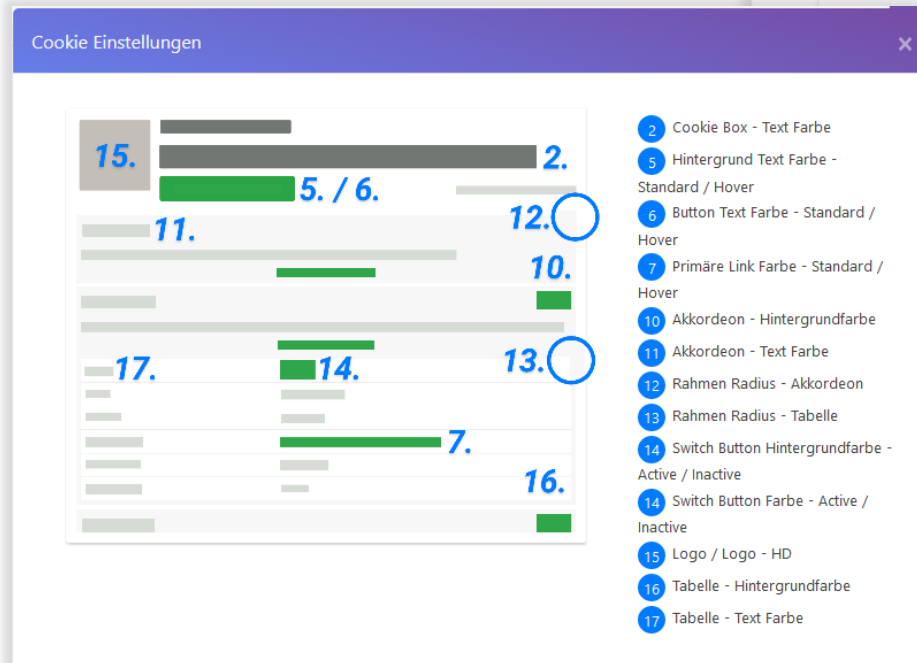 Cookie Einstellungen
×
15.
2.
5. / 6.
11.
12.
10.
17.
14.
13.
7.
16.
2 Cookie Box - Text Farbe
5 Hintergrund Text Farbe -
Standard / Hover
6 Button Text Farbe - Standard /
Hover
7 Primäre Link Farbe - Standard /
Hover
10 Akkordeon - Hintergrundfarbe
11 Akkordeon - Text Farbe
12 Rahmen Radius - Akkordeon
13 Rahmen Radius - Tabelle
14 Switch Button Hintergrundfarbe -
Active / Inactive
14 Switch Button Farbe - Active /
Inactive
15 Logo / Logo - HD
16 Tabelle - Hintergrundfarbe
17 Tabelle - Text Farbe